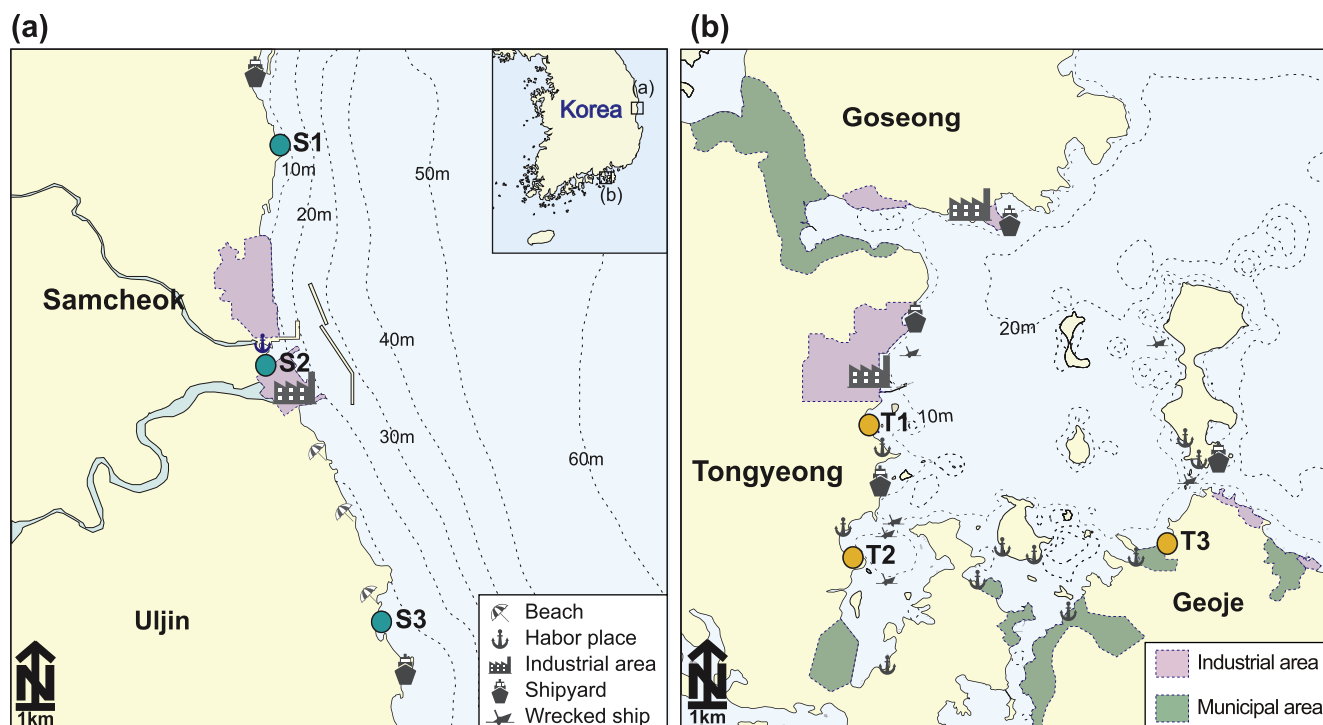 (a)
S1
10m
20m
50m
Samcheok
S2
40m
30m
60m
S3
Uljin
N
1km
Korea
(a)
(b)
Beach
Habor place
Industrial area
Shipyard
Wrecked ship
(b)
Goseong
20m
T1
10m
Tongyeong
T2
T3
Geoje
N
1km
Industrial area
Municipal area